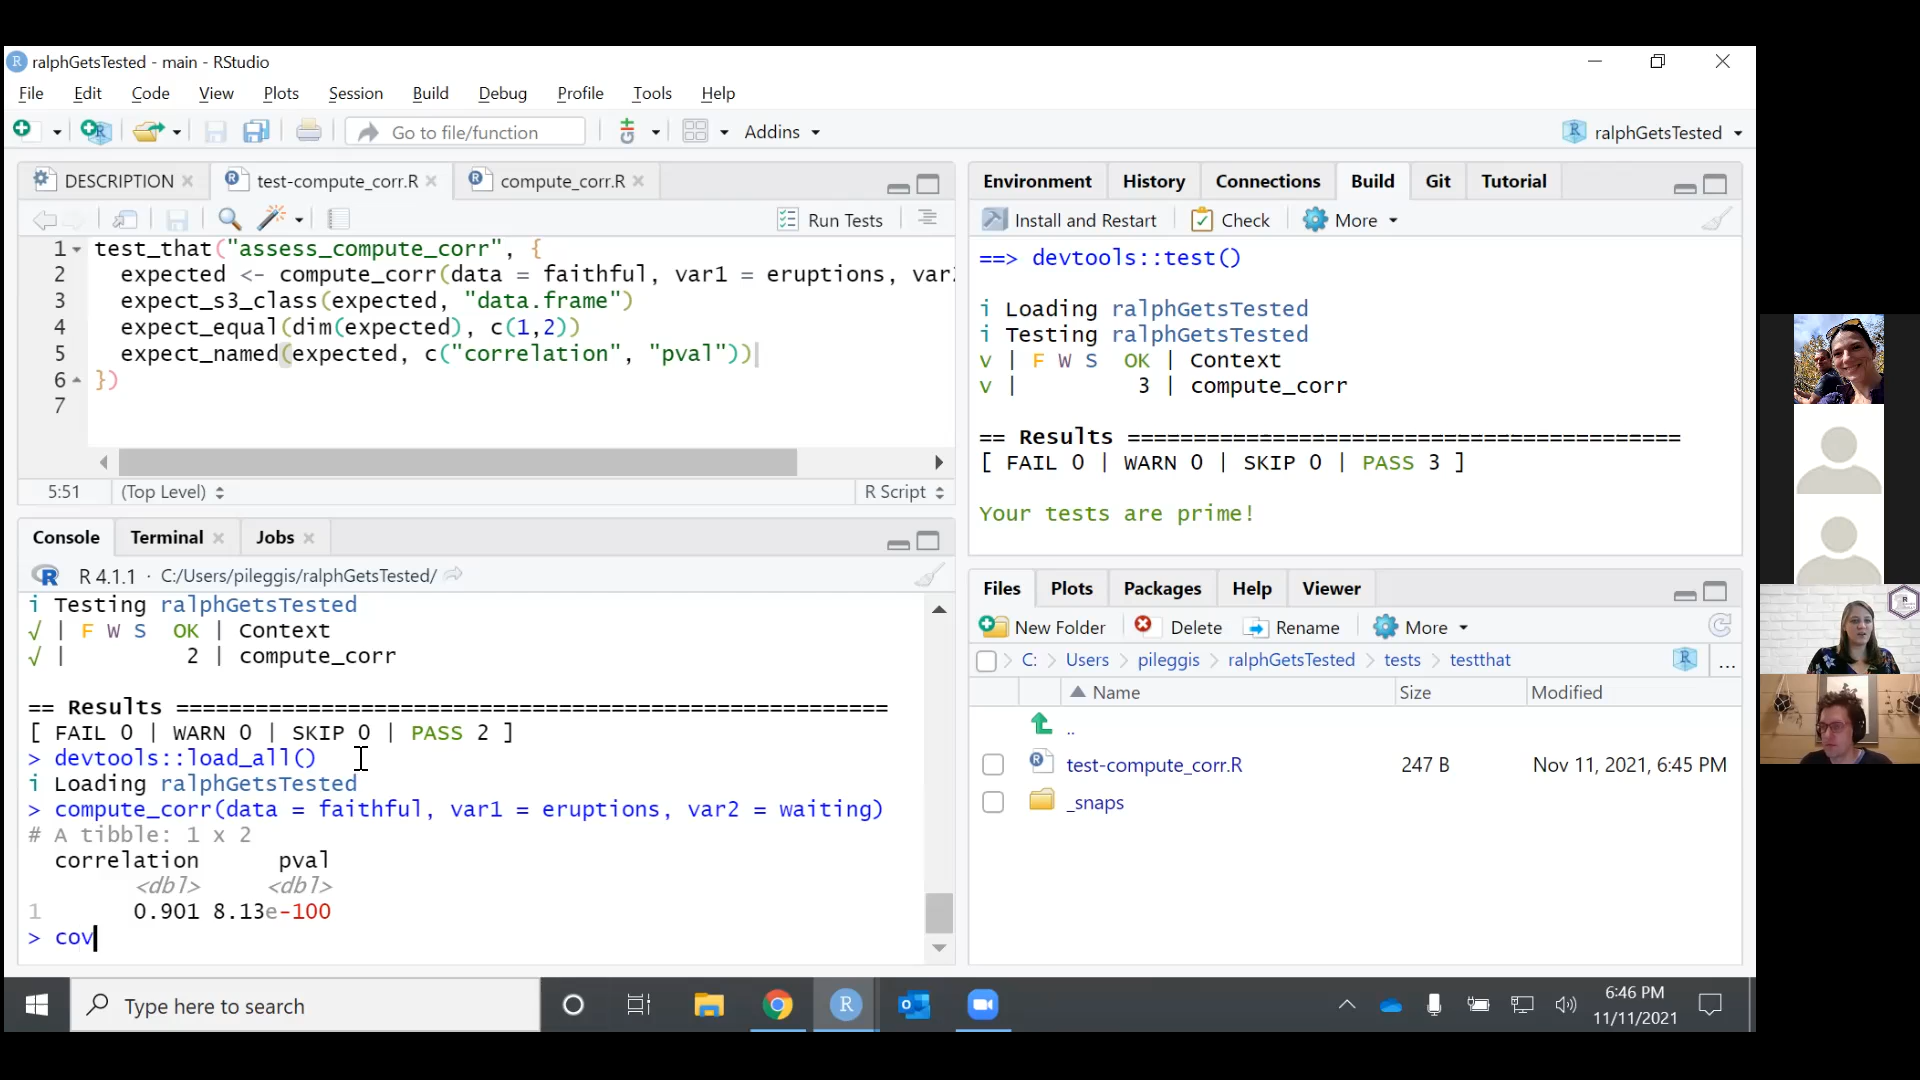 ralphGetsTested - main - RStudio
File Edit Code View Plots Session Build Debug Profile Tools Help
Go to file/function Addins ralphGetsTested
DESCRIPTION test-compute_corr.R compute_corr.R
Run Tests
1 test_that("assess_compute_corr", {
2 expected <- compute_corr(data = faithful, var1 = eruptions, var
3 expect_s3_class(expected, "data.frame")
4 expect_equal(dim(expected), c(1,2))
5 expect_named(expected, c("correlation", "pval"))
6 })
7
5:51 (Top Level) R Script
Console Terminal Jobs
R 4.1.1 · C:/Users/pileggis/ralphGetsTested/
i Testing ralphGetsTested
√ | F W S OK | Context
√ | 2 | compute_corr
== Results ======================================================
[ FAIL 0 | WARN 0 | SKIP 0 | PASS 2 ]
> devtools::load_all()
i Loading ralphGetsTested
> compute_corr(data = faithful, var1 = eruptions, var2 = waiting)
# A tibble: 1 x 2
correlation pval
<dbl> <dbl>
1 0.901 8.13e-100
> cov
Environment History Connections Build Git Tutorial
Install and Restart Check More
==> devtools::test()
i Loading ralphGetsTested
i Testing ralphGetsTested
v | F W S OK | Context
v | 3 | compute_corr
== Results ==========================================
[ FAIL 0 | WARN 0 | SKIP 0 | PASS 3 ]
Your tests are prime!
Files Plots Packages Help Viewer
New Folder Delete Rename More
C: Users pileggis ralphGetsTested tests testthat ...
Name Size Modified
..
test-compute_corr.R 247 B Nov 11, 2021, 6:45 PM
_snaps
Type here to search
6:46 PM
11/11/2021